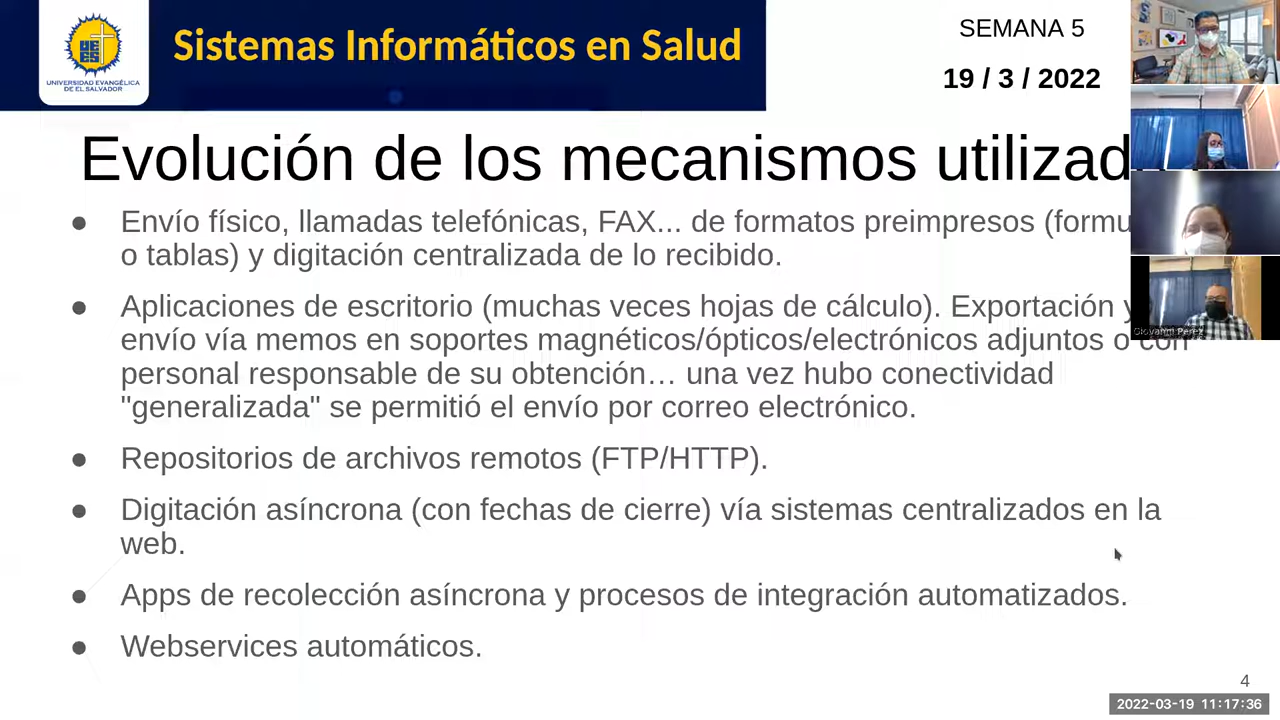 Sistemas Informáticos en Salud
UNIVERSIDAD EVANGÉLICA
DE EL SALVADOR
SEMANA 5
19 / 3 / 2022
Evolución de los mecanismos
● Envío físico, llamadas telefónicas, FAX... de formatos preimpresos
o tablas) y digitación centralizada de lo recibido.
● Aplicaciones de escritorio (muchas veces hojas de cálculo). Exportación y
envío vía memos en soportes magnéticos/ópticos/electrónicos adjuntos o con
personal responsable de su obtención… una vez hubo conectividad
"generalizada" se permitió el envío por correo electrónico.
● Repositorios de archivos remotos (FTP/HTTP).
● Digitación asíncrona (con fechas de cierre) vía sistemas centralizados en la
web.
● Apps de recolección asíncrona y procesos de integración automatizados.
● Webservices automáticos.
Giovanni Perez
4
2022-03-19 11:17:36